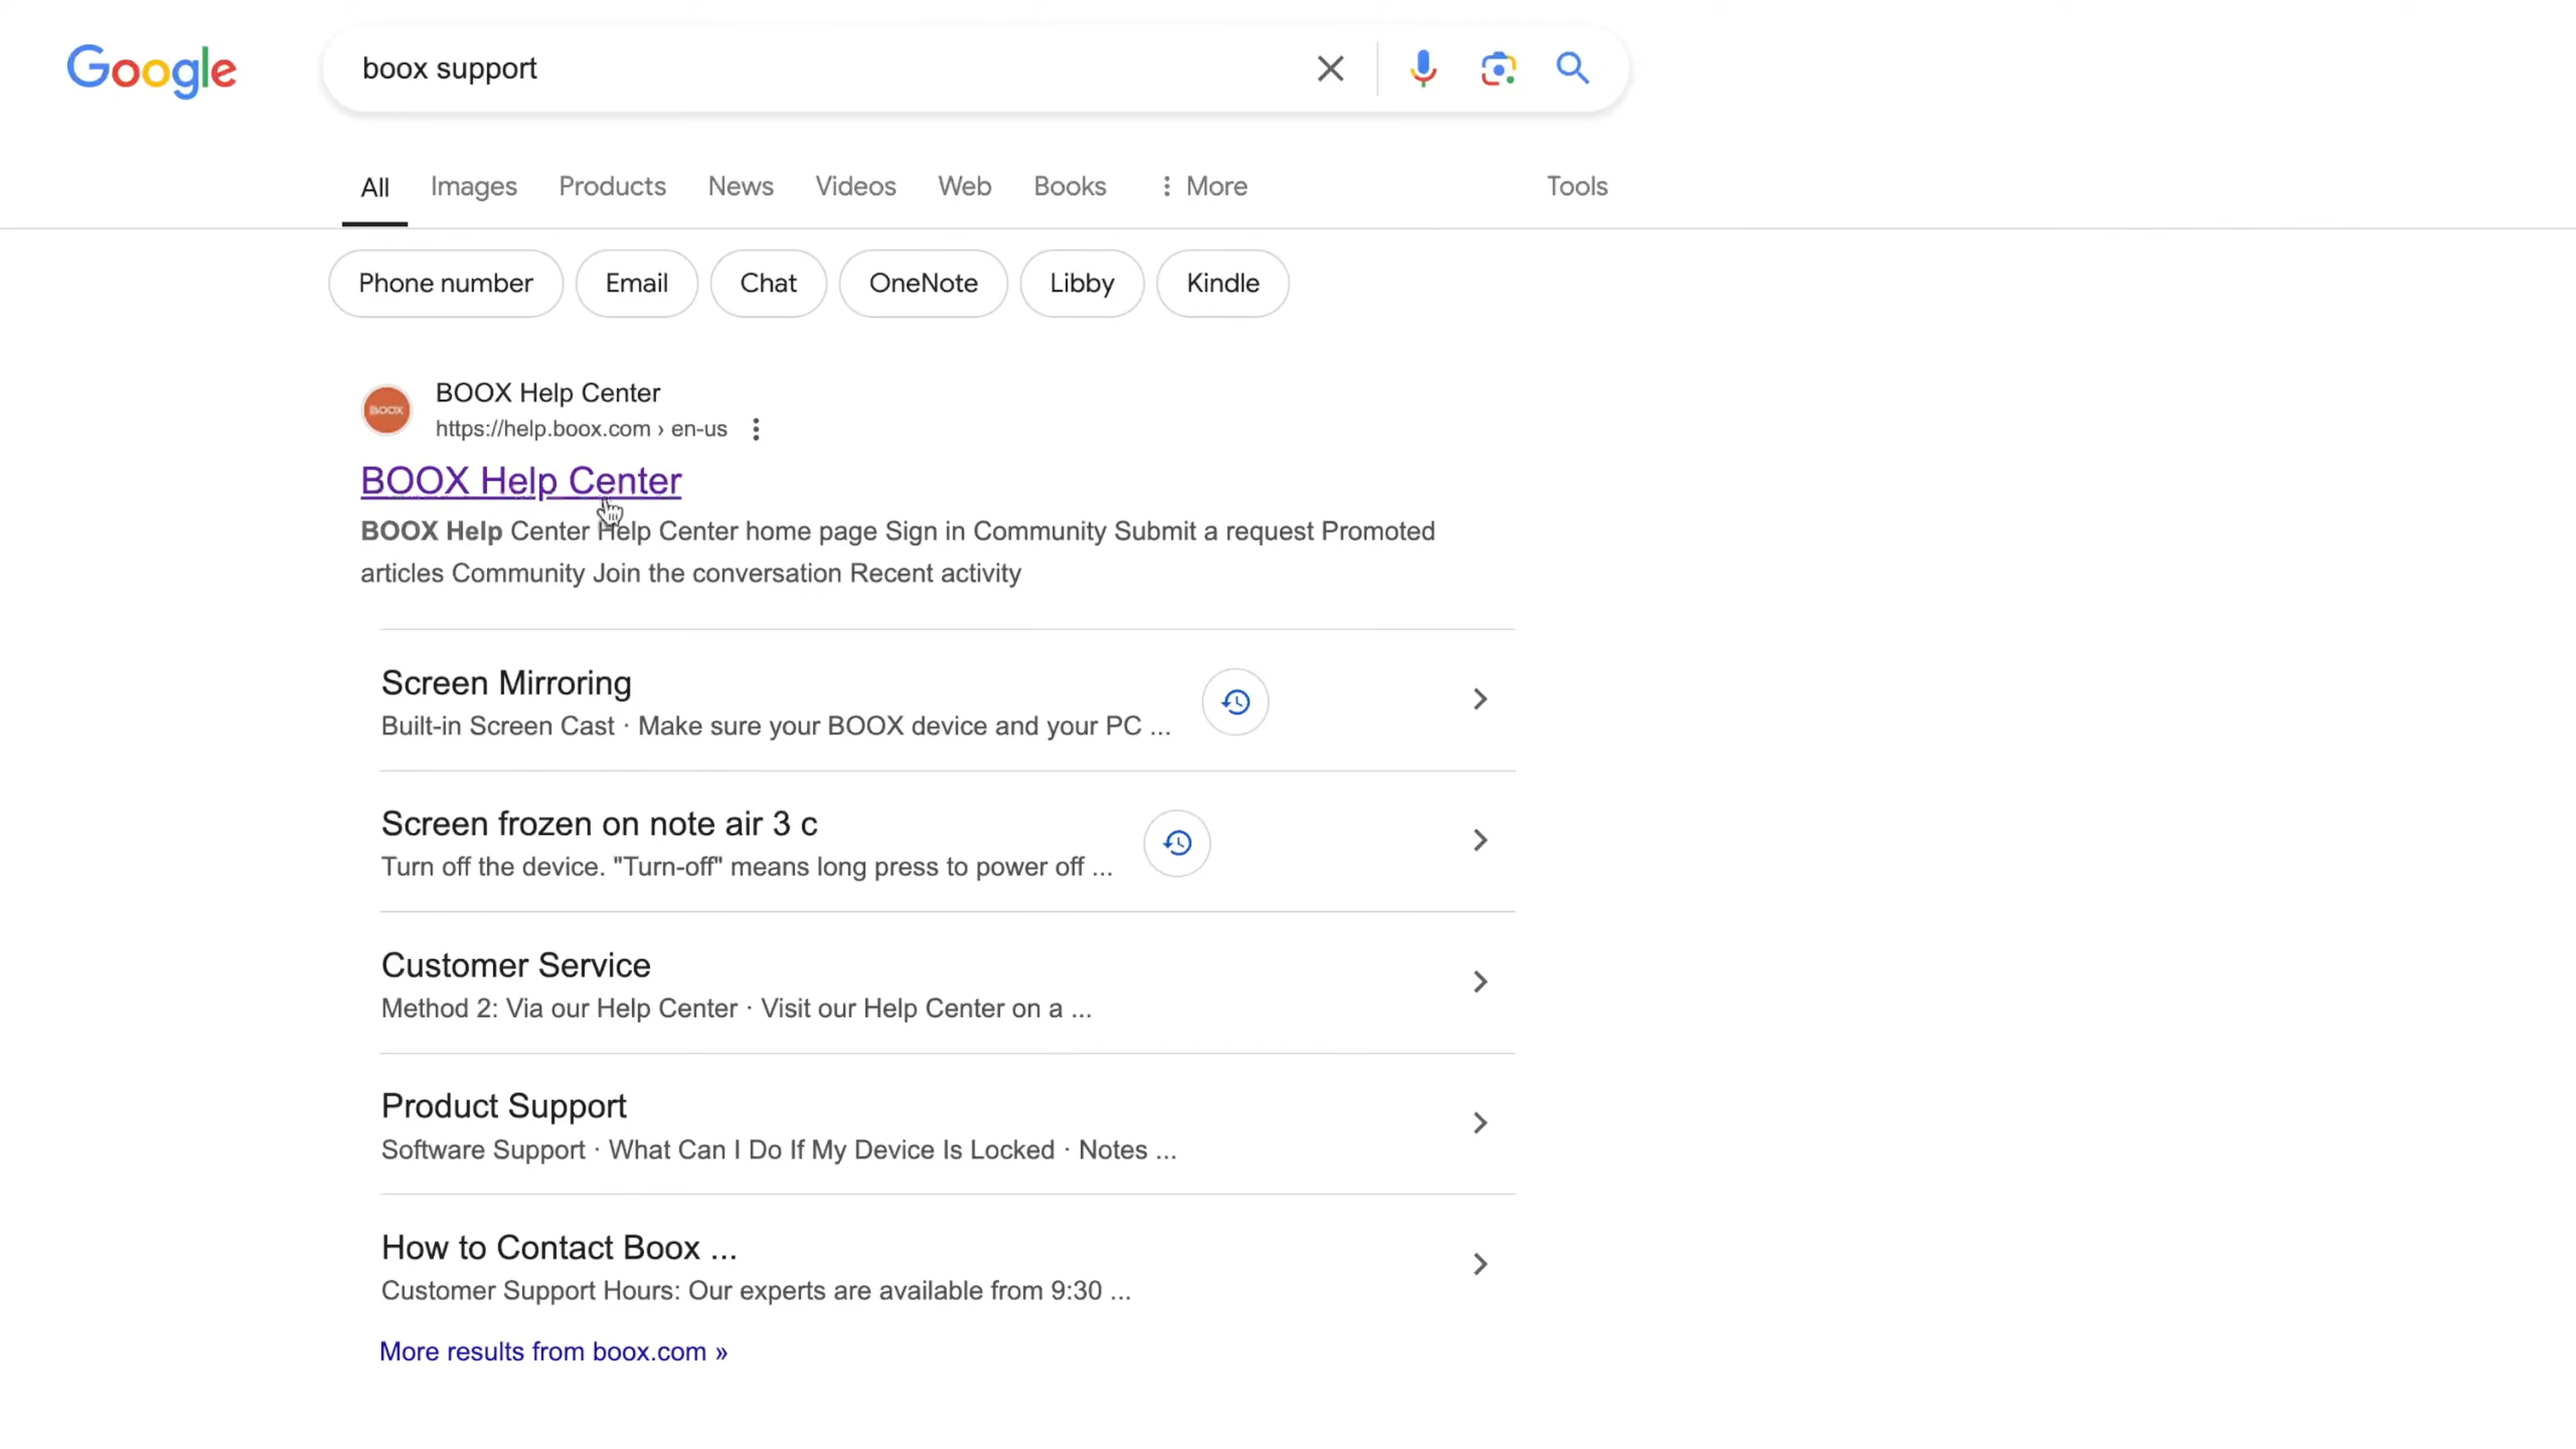 Google
boox support
All Images Products News Videos Web Books More Tools
Phone number Email Chat OneNote Libby Kindle
BOOX
BOOX Help Center
https://help.boox.com › en-us
BOOX Help Center
BOOX Help Center Help Center home page Sign in Community Submit a request Promoted
articles Community Join the conversation Recent activity
Screen Mirroring
Built-in Screen Cast · Make sure your BOOX device and your PC ...
Screen frozen on note air 3 c
Turn off the device. "Turn-off" means long press to power off ...
Customer Service
Method 2: Via our Help Center · Visit our Help Center on a ...
Product Support
Software Support · What Can I Do If My Device Is Locked · Notes ...
How to Contact Boox ...
Customer Support Hours: Our experts are available from 9:30 ...
More results from boox.com »